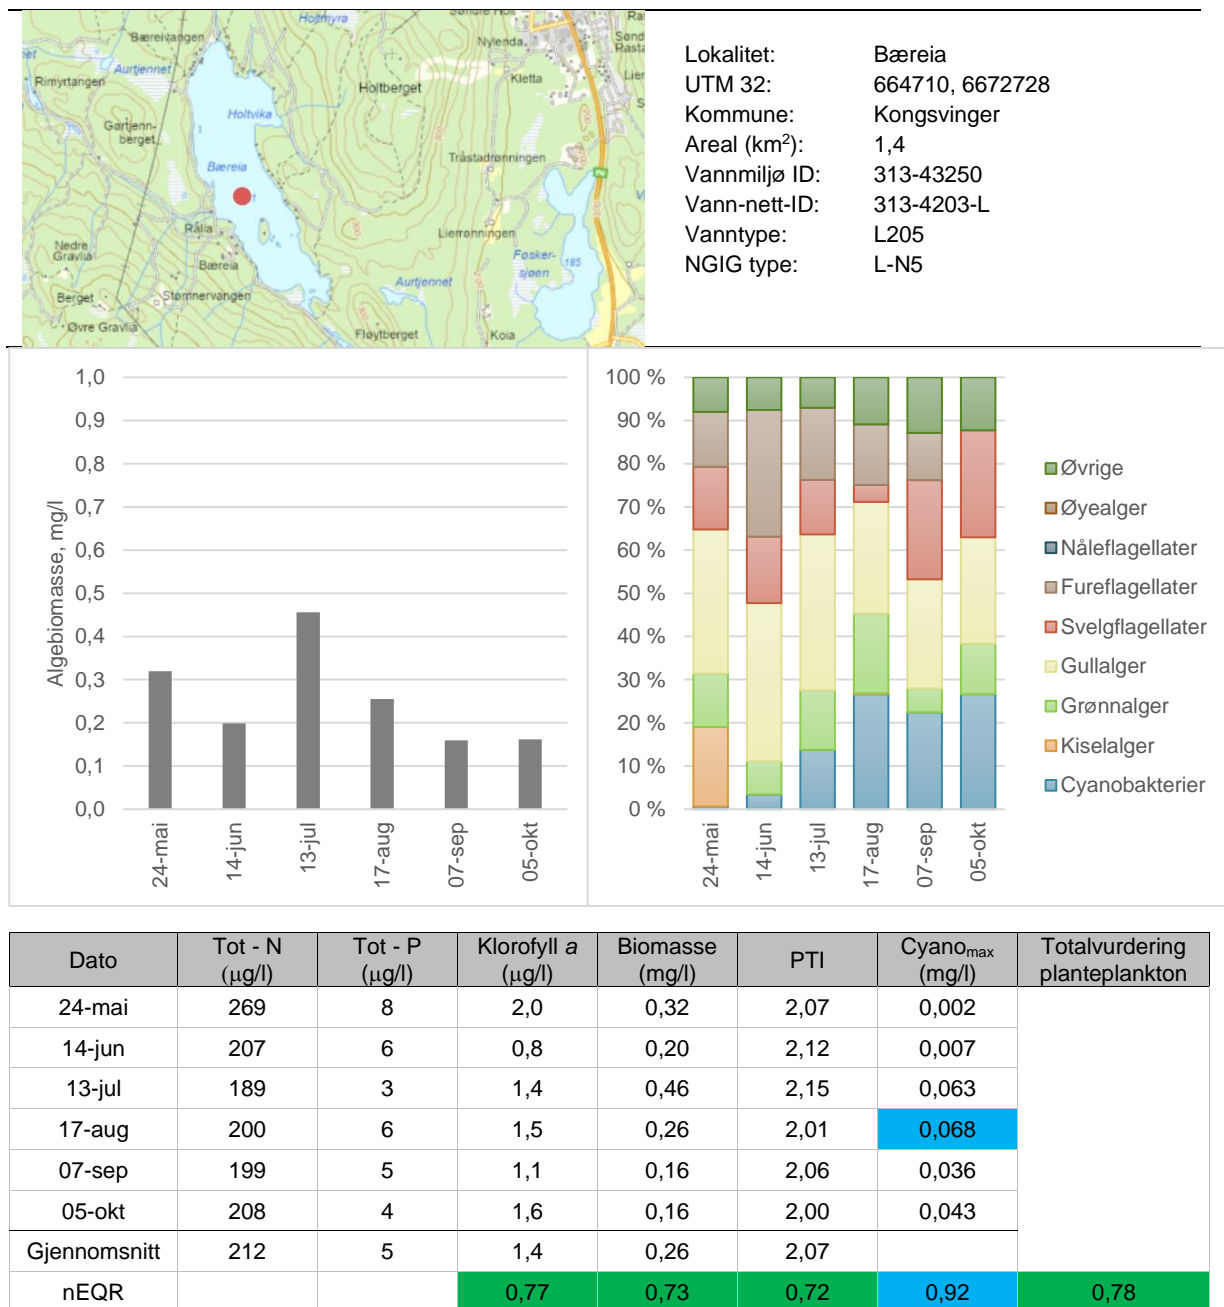 Holtmyra
Søndre Holt
Bæreivangen
Nylenda
Aurtjennet
Rimyrtangen
Kletta
Holtberget
Holtvika
Gørtjenn-
berget
Tråstadrønningen
Bæreia
Rålia
Lierrønningen
Nedre
Gravlia
Bæreia
Føsker-
sjøen
185
Aurtjennet
Berget
Stømnervangen
Øvre Gravlia
Fløytberget
Koia
Lokalitet: Bæreia
UTM 32: 664710, 6672728
Kommune: Kongsvinger
Areal (km²): 1,4
Vannmiljø ID: 313-43250
Vann-nett-ID: 313-4203-L
Vanntype: L205
NGIG type: L-N5
Algebiomasse, mg/l
1,0
0,9
0,8
0,7
0,6
0,5
0,4
0,3
0,2
0,1
0,0
24-mai 14-jun 13-jul 17-aug 07-sep 05-okt
100 %
90 %
80 %
70 %
60 %
50 %
40 %
30 %
20 %
10 %
0 %
24-mai 14-jun 13-jul 17-aug 07-sep 05-okt
Øvrige
Øyealger
Nåleflagellater
Fureflagellater
Svelgflagellater
Gullalger
Grønnalger
Kiselalger
Cyanobakterier
Dato Tot - N (µg/l) Tot - P (µg/l) Klorofyll a (µg/l) Biomasse (mg/l) PTI Cyanomax (mg/l) Totalvurdering planteplankton
24-mai 269 8 2,0 0,32 2,07 0,002
14-jun 207 6 0,8 0,20 2,12 0,007
13-jul 189 3 1,4 0,46 2,15 0,063
17-aug 200 6 1,5 0,26 2,01 0,068
07-sep 199 5 1,1 0,16 2,06 0,036
05-okt 208 4 1,6 0,16 2,00 0,043
Gjennomsnitt 212 5 1,4 0,26 2,07
nEQR 0,77 0,73 0,72 0,92 0,78